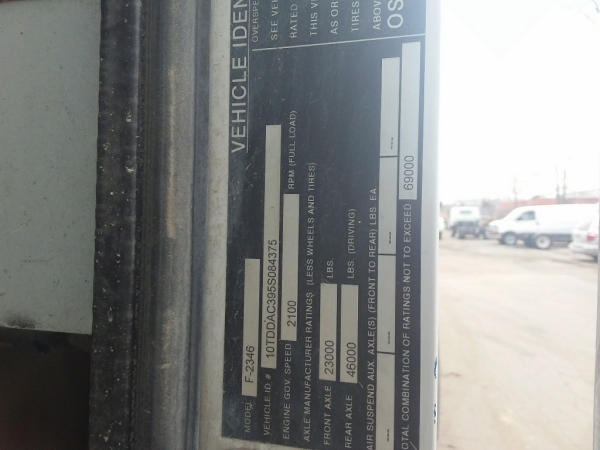 VEHICLE IDEN
OVERSPE
SEE VE
RATED
THIS V
AS OR
TIRES
ABOV
OS
MODEL F-2346
VEHICLE ID # 10TDDAC395S084375
ENGINE GOV. SPEED 2100 RPM (FULL LOAD)
AXLE MANUFACTURER RATINGS (LESS WHEELS AND TIRES)
FRONT AXLE 23000 LBS.
REAR AXLE 46000 LBS. (DRIVING)
AIR SUSPEND AUX. AXLE(S) (FRONT TO REAR) LBS. EA. --- --- --- ---
OTAL COMBINATION OF RATINGS NOT TO EXCEED 69000